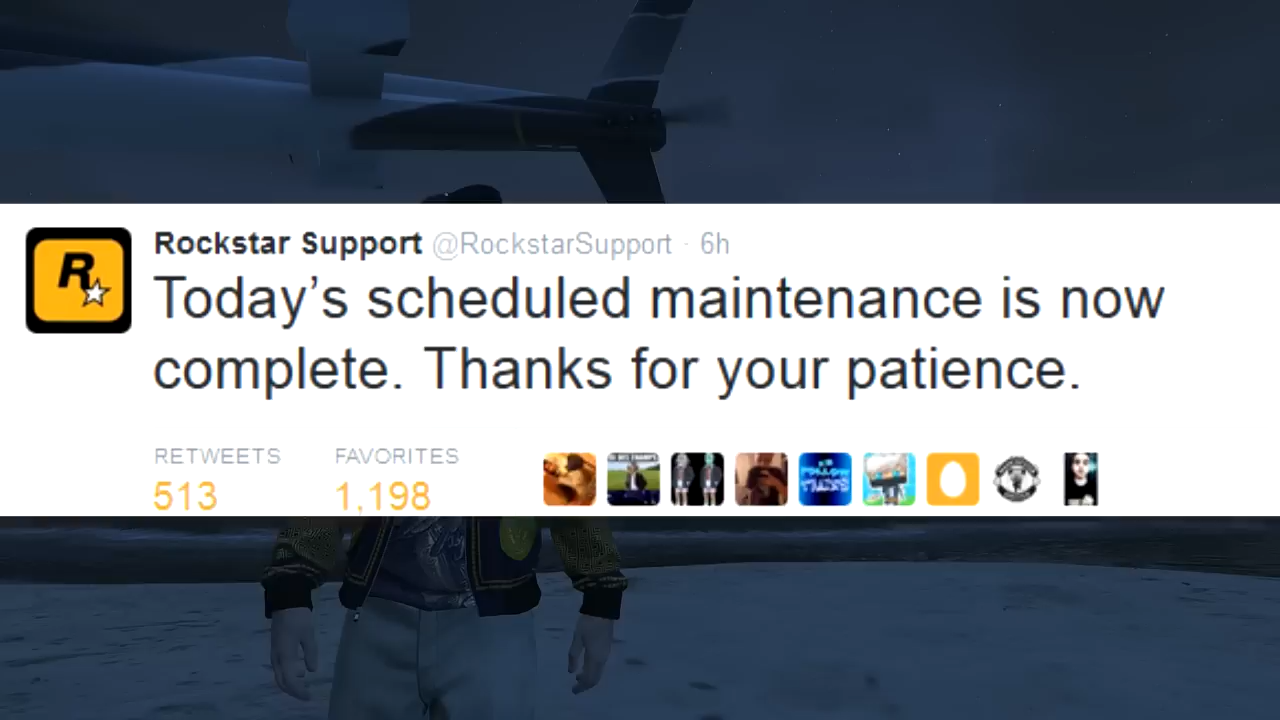 Rockstar Support @RockstarSupport · 6h
Today’s scheduled maintenance is now
complete. Thanks for your patience.
RETWEETS FAVORITES
513 1,198
R
FOLLOW